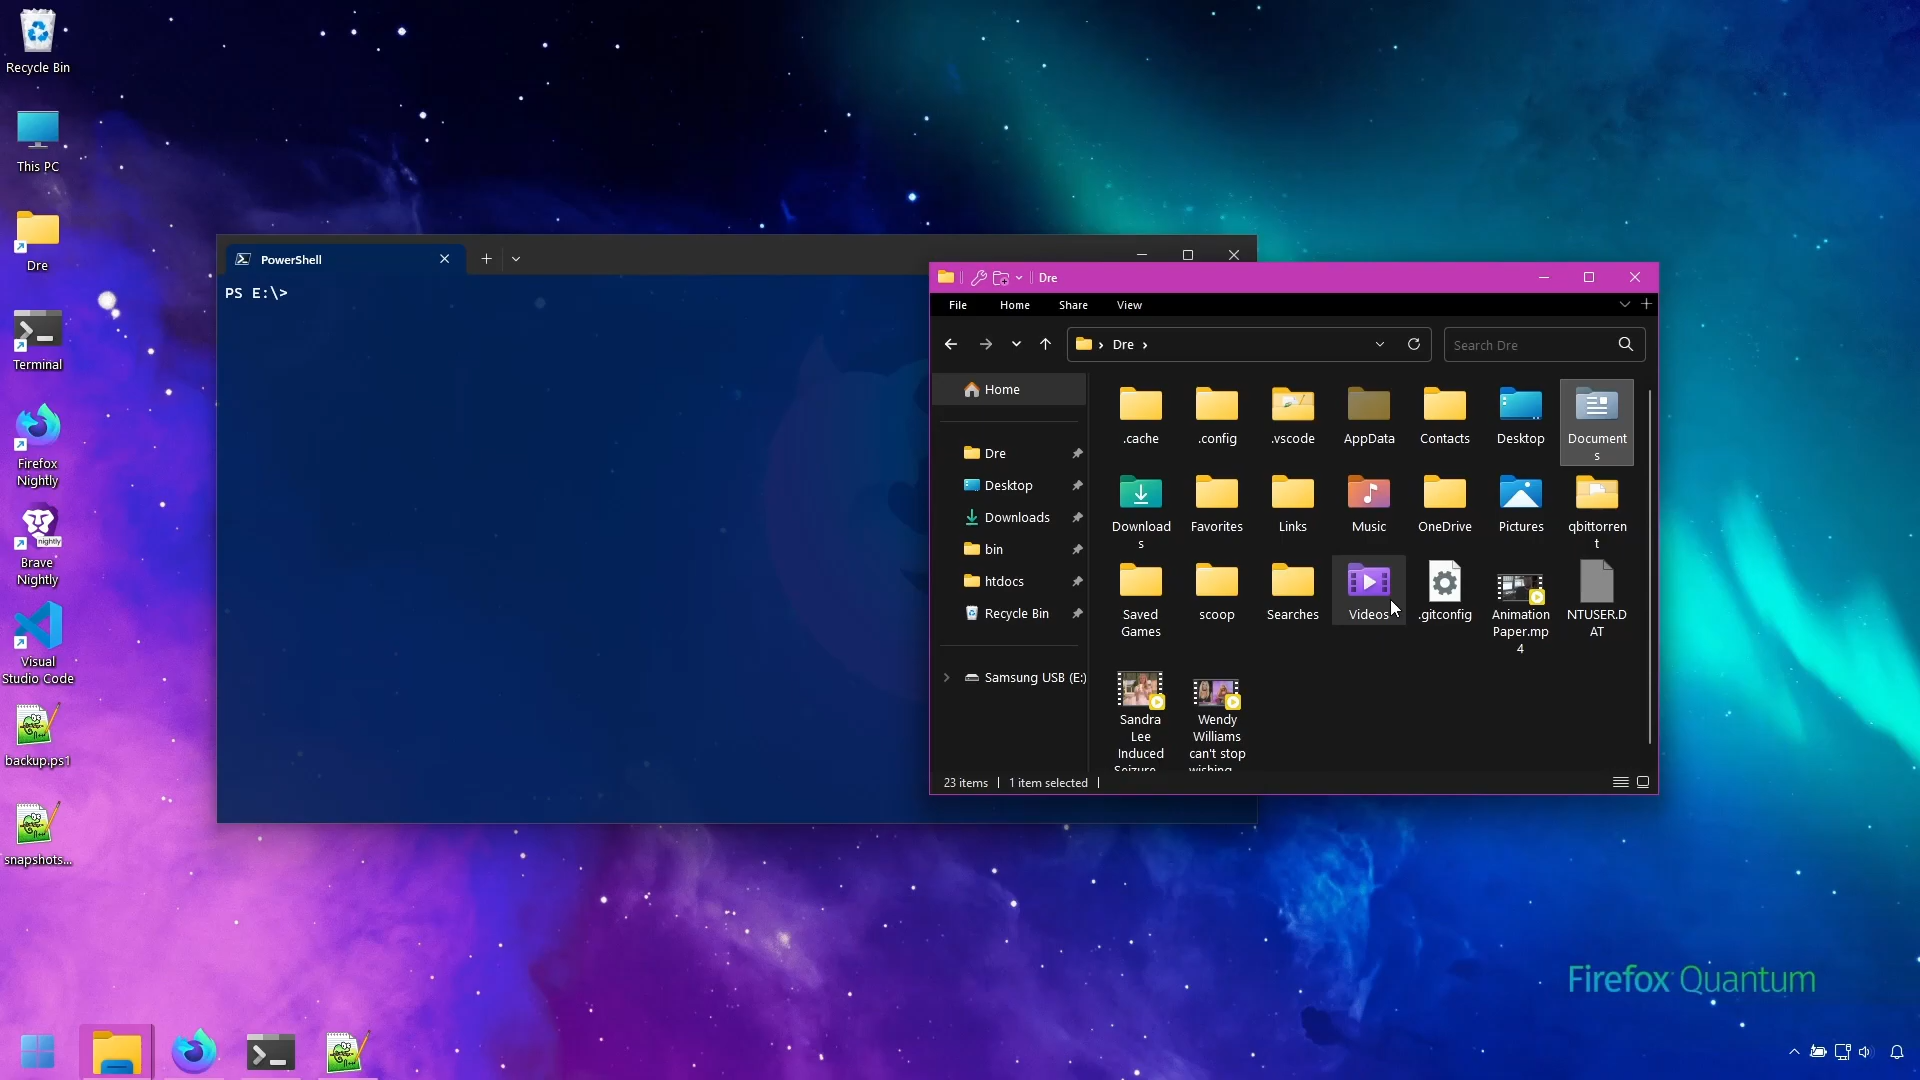 Recycle Bin
This PC
Dre
Terminal
Firefox
Nightly
nightly
Brave
Nightly
Visual
Studio Code
backup.ps1
snapshots...
PowerShell
PS E:\>
Dre
File
Home
Share
View
Dre
Search Dre
Home
Dre
Desktop
Downloads
bin
htdocs
Recycle Bin
Samsung USB (E:)
.cache
.config
.vscode
AppData
Contacts
Desktop
Document
s
Download
s
Favorites
Links
Music
OneDrive
Pictures
qbittorren
t
Saved
Games
scoop
Searches
Videos
.gitconfig
Animation
Paper.mp
4
NTUSER.D
AT
Sandra
Lee
Induced
Seizure
Wendy
Williams
can't stop
wishing
23 items
1 item selected
Firefox Quantum